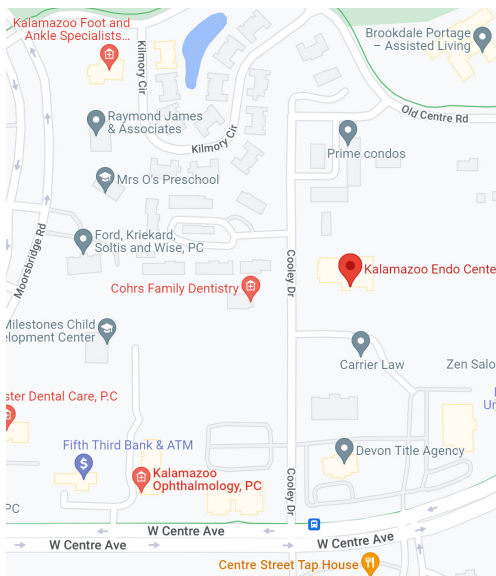 Kalamazoo Foot and
Ankle Specialists...
Brookdale Portage
– Assisted Living
Kilmory Cir
Raymond James
& Associates
Old Centre Rd
Kilmory Cir
Prime condos
Mrs O's Preschool
Moorsbridge Rd
Ford, Kriekard,
Soltis and Wise, PC
Cooley Dr
Kalamazoo Endo Cente
Cohrs Family Dentistry
Milestones Child
elopment Center
Carrier Law
Zen Salo
ster Dental Care, P.C
Un
Fifth Third Bank & ATM
Devon Title Agency
Kalamazoo
Ophthalmology, PC
Cooley Dr
PC
W Centre Ave
W Centre Ave
W Centre Ave
Centre Street Tap House